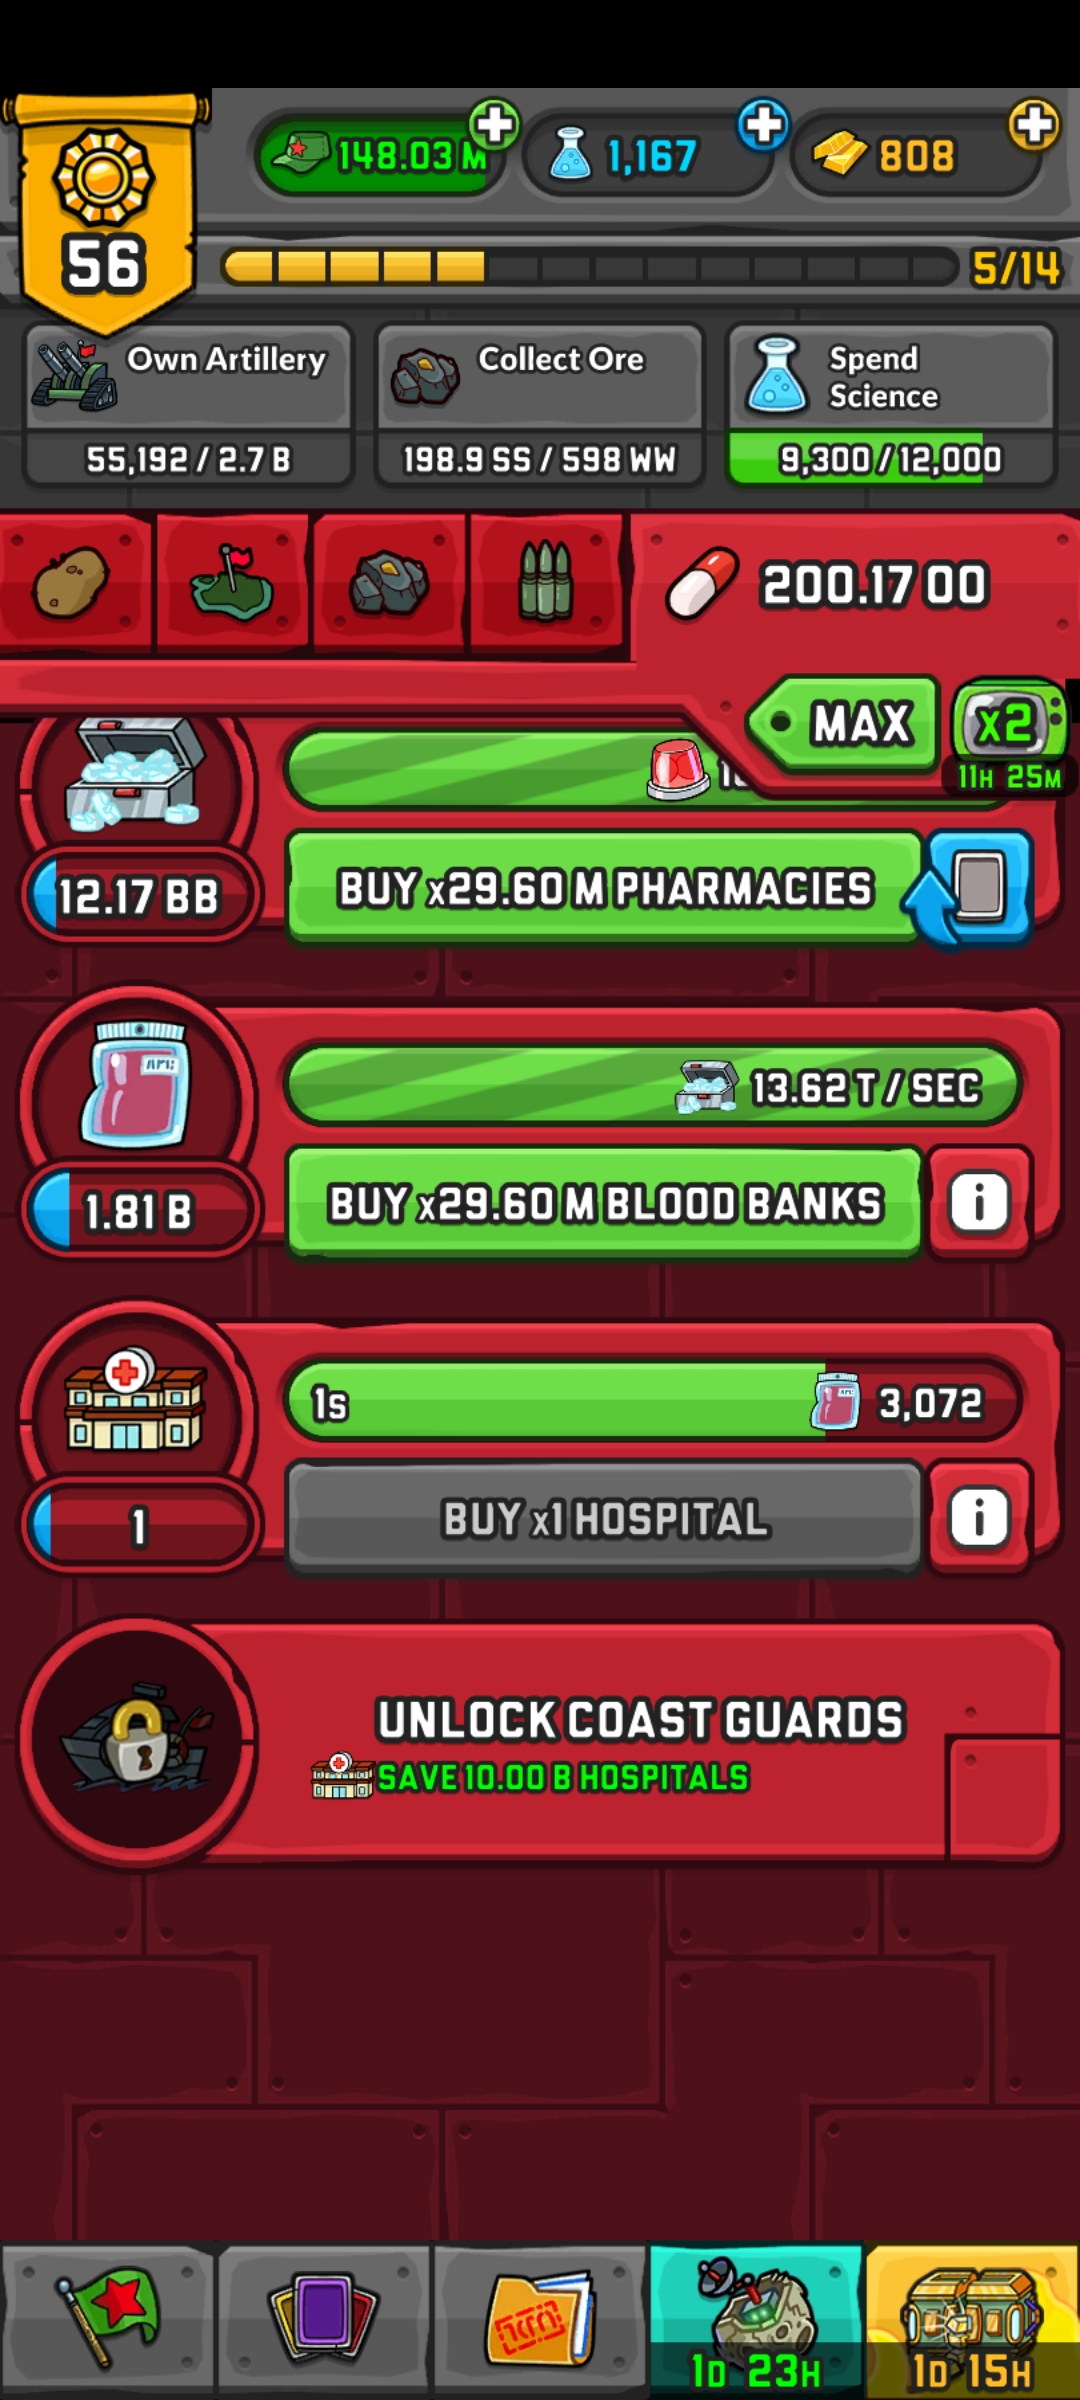 148.03 M
1,167
808
56
5/14
Own Artillery
55,192 / 2.7 B
Collect Ore
198.9 SS / 598 WW
Spend
Science
9,300 / 12,000
200.17 OO
MAX
x2
11H 25M
12.17 BB
BUY x29.60 M PHARMACIES
13.62 T / SEC
1.81 B
BUY x29.60 M BLOOD BANKS
1s
3,072
1
BUY x1 HOSPITAL
UNLOCK COAST GUARDS
SAVE 10.00 B HOSPITALS
1D 23H
1D 15H